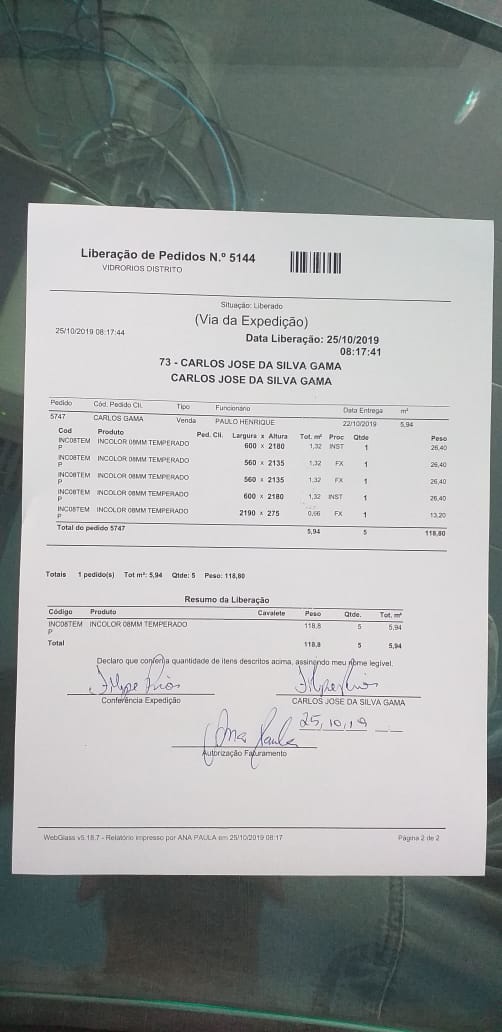 Liberação de Pedidos N.º 5144
VIDRORIOS DISTRITO
Situação: Liberado
(Via da Expedição)
25/10/2019 08:17:44
Data Liberação: 25/10/2019
08:17:41
73 - CARLOS JOSE DA SILVA GAMA
CARLOS JOSE DA SILVA GAMA
Pedido Cód. Pedido Cli. Tipo Funcionário Data Entrega m²
5747 CARLOS GAMA Venda PAULO HENRIQUE 22/10/2019 5,94
Cod Produto Ped. Cli. Largura x Altura Tot. m² Proc Qtde Peso
INC08TEM INCOLOR 08MM TEMPERADO 600 x 2180 1,32 INST 1 26,40
P
INC08TEM INCOLOR 08MM TEMPERADO 560 x 2135 1,32 FX 1 26,40
P
INC08TEM INCOLOR 08MM TEMPERADO 560 x 2135 1,32 FX 1 26,40
P
INC08TEM INCOLOR 08MM TEMPERADO 600 x 2180 1,32 INST 1 26,40
P
INC08TEM INCOLOR 08MM TEMPERADO 2190 x 275 0,66 FX 1 13,20
P
Total do pedido 5747 5,94 5 118,80
Totais 1 pedido(s) Tot m²: 5,94 Qtde: 5 Peso: 118,80
Resumo da Liberação
Código Produto Cavalete Peso Qtde. Tot. m²
INC08TEM INCOLOR 08MM TEMPERADO 118,8 5 5,94
P
Total 118,8 5 5,94
Declaro que conferi a quantidade de itens descritos acima, assinando meu nome legível.
Conferência Expedição
CARLOS JOSE DA SILVA GAMA
25,10,19
Ana Paula
Autorização Faturamento
WebGlass v5.18.7 - Relatório impresso por ANA PAULA em 25/10/2019 08:17 Página 2 de 2